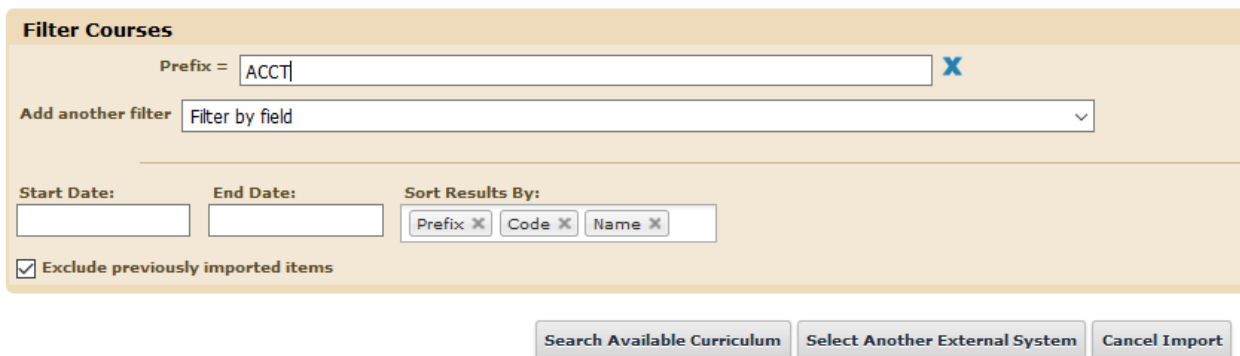 Filter Courses
Prefix = ACCT
Add another filter Filter by field
Start Date: End Date: Sort Results By:
Prefix Code Name
Exclude previously imported items
Search Available Curriculum Select Another External System Cancel Import